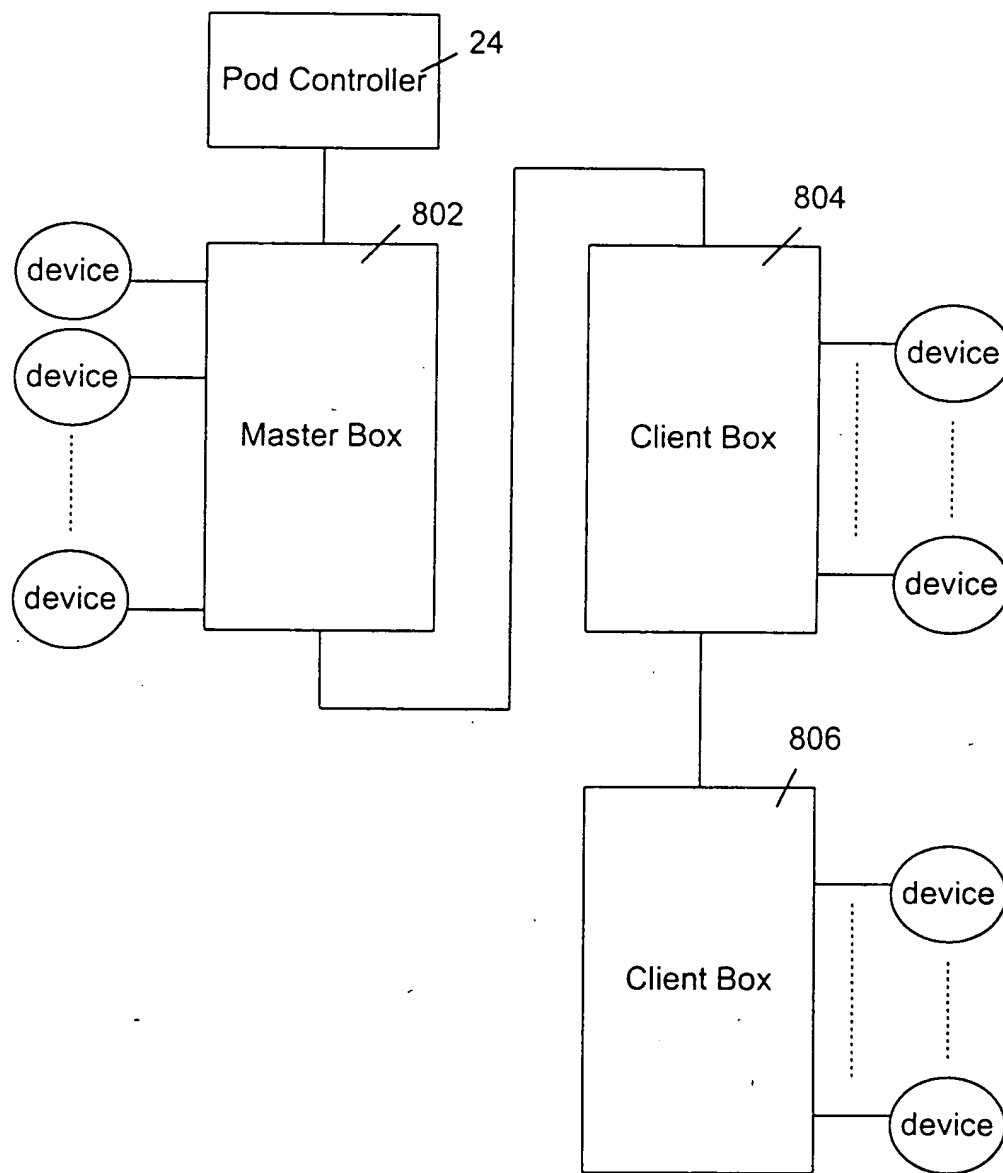 24
Pod Controller
802
804
device
device
Master Box
device
device
Client Box
device
806
device
Client Box
device